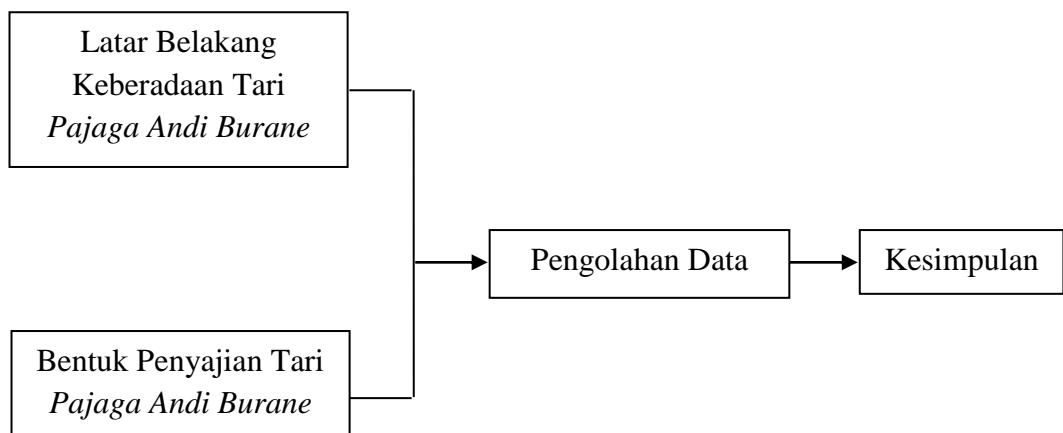 Latar Belakang
Keberadaan Tari
Pajaga Andi Burane
Pengolahan Data
Kesimpulan
Bentuk Penyajian Tari
Pajaga Andi Burane